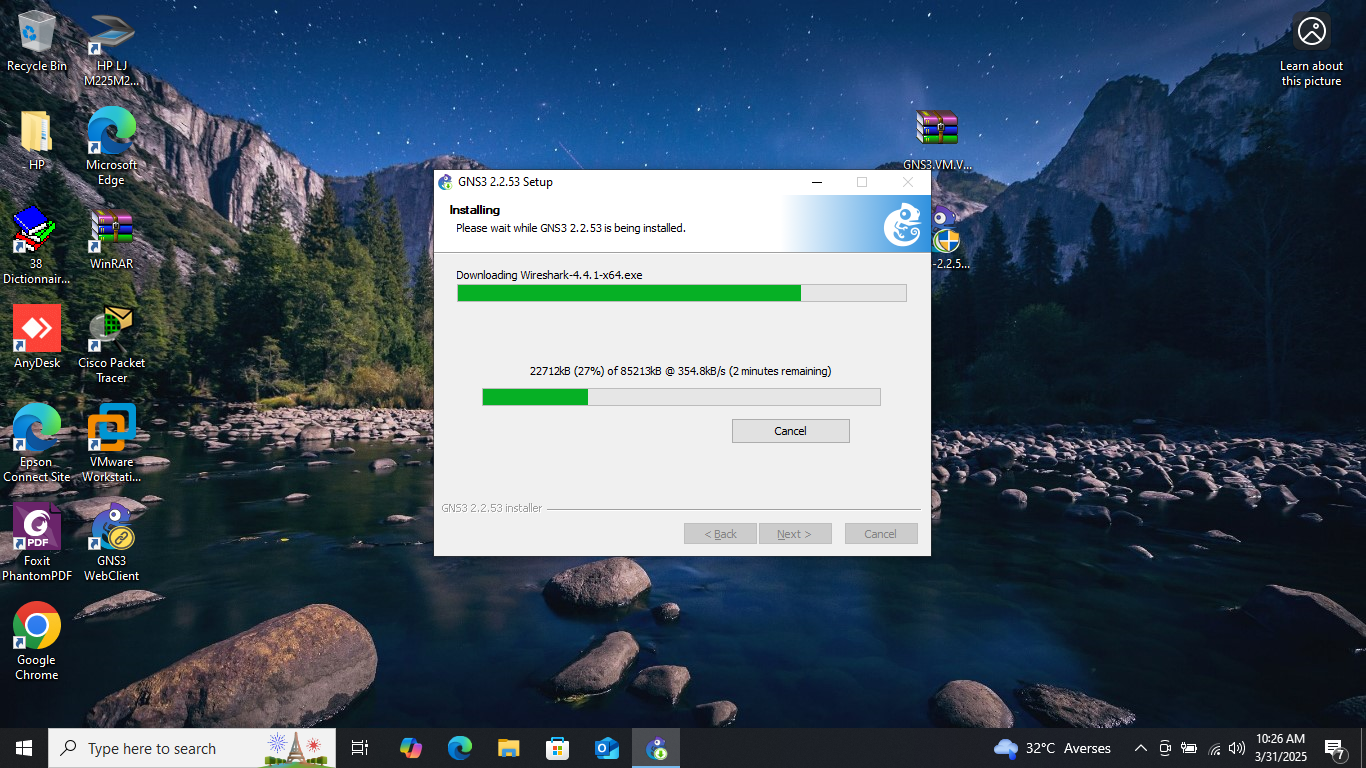 Recycle Bin
HP LJ
M225M2...
- HP
Microsoft
Edge
38
Dictionnair...
WinRAR
AnyDesk
Cisco Packet
Tracer
Epson
Connect Site
VMware
Workstati...
PDF
Foxit
PhantomPDF
GNS3
WebClient
Google
Chrome
GNS3.VM.V...
-2.2.5...
Learn about
this picture
GNS3 2.2.53 Setup
Installing
Please wait while GNS3 2.2.53 is being installed.
Downloading Wireshark-4.4.1-x64.exe
22712kB (27%) of 85213kB @ 354.8kB/s (2 minutes remaining)
Cancel
GNS3 2.2.53 installer
< Back
Next >
Cancel
Type here to search
32°C Averses
10:26 AM
3/31/2025
7